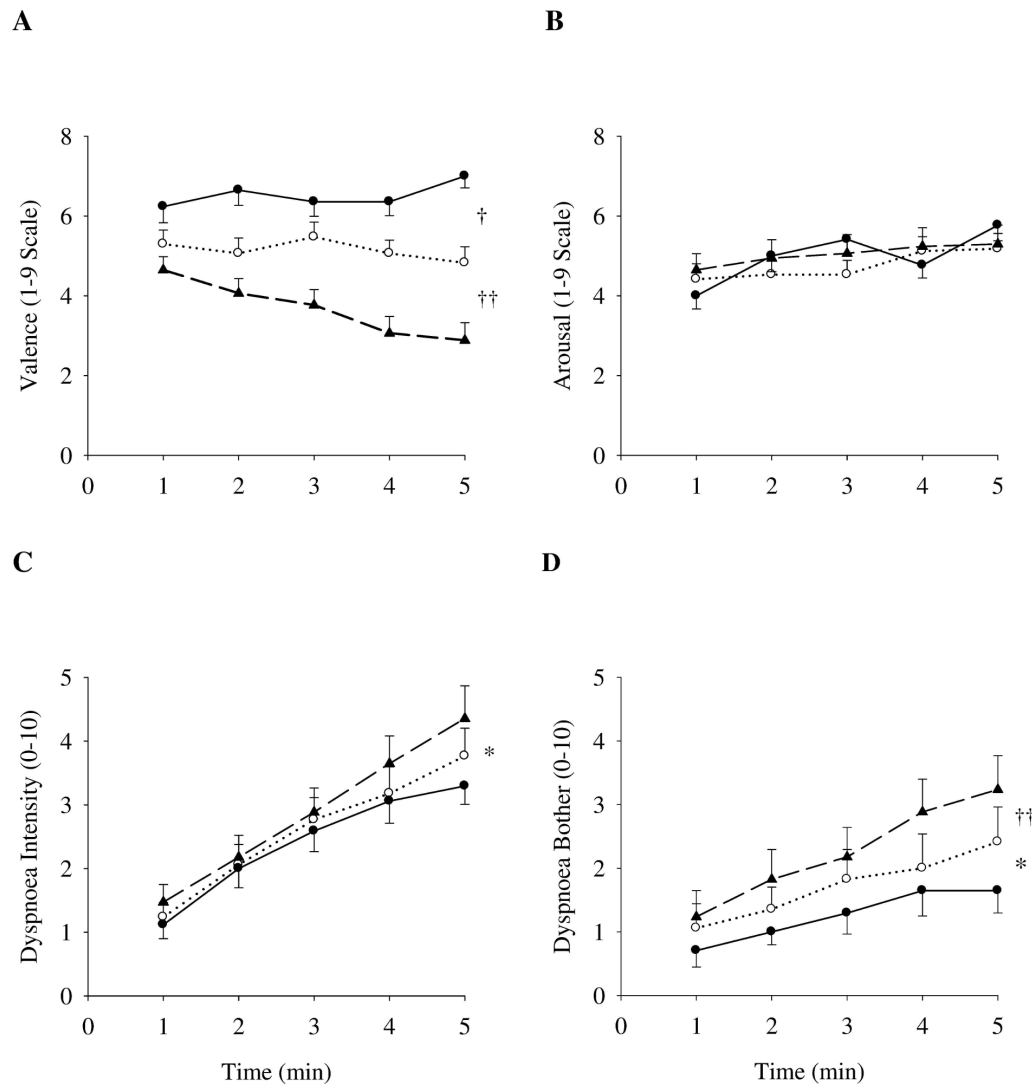 A
Valence (1-9 Scale)
8
6
4
2
0
0 1 2 3 4 5
†
††
B
Arousal (1-9 Scale)
8
6
4
2
0
0 1 2 3 4 5
C
Dyspnoea Intensity (0-10)
5
4
3
2
1
0
0 1 2 3 4 5
Time (min)
*
D
Dyspnoea Bother (0-10)
5
4
3
2
1
0
0 1 2 3 4 5
Time (min)
††
*